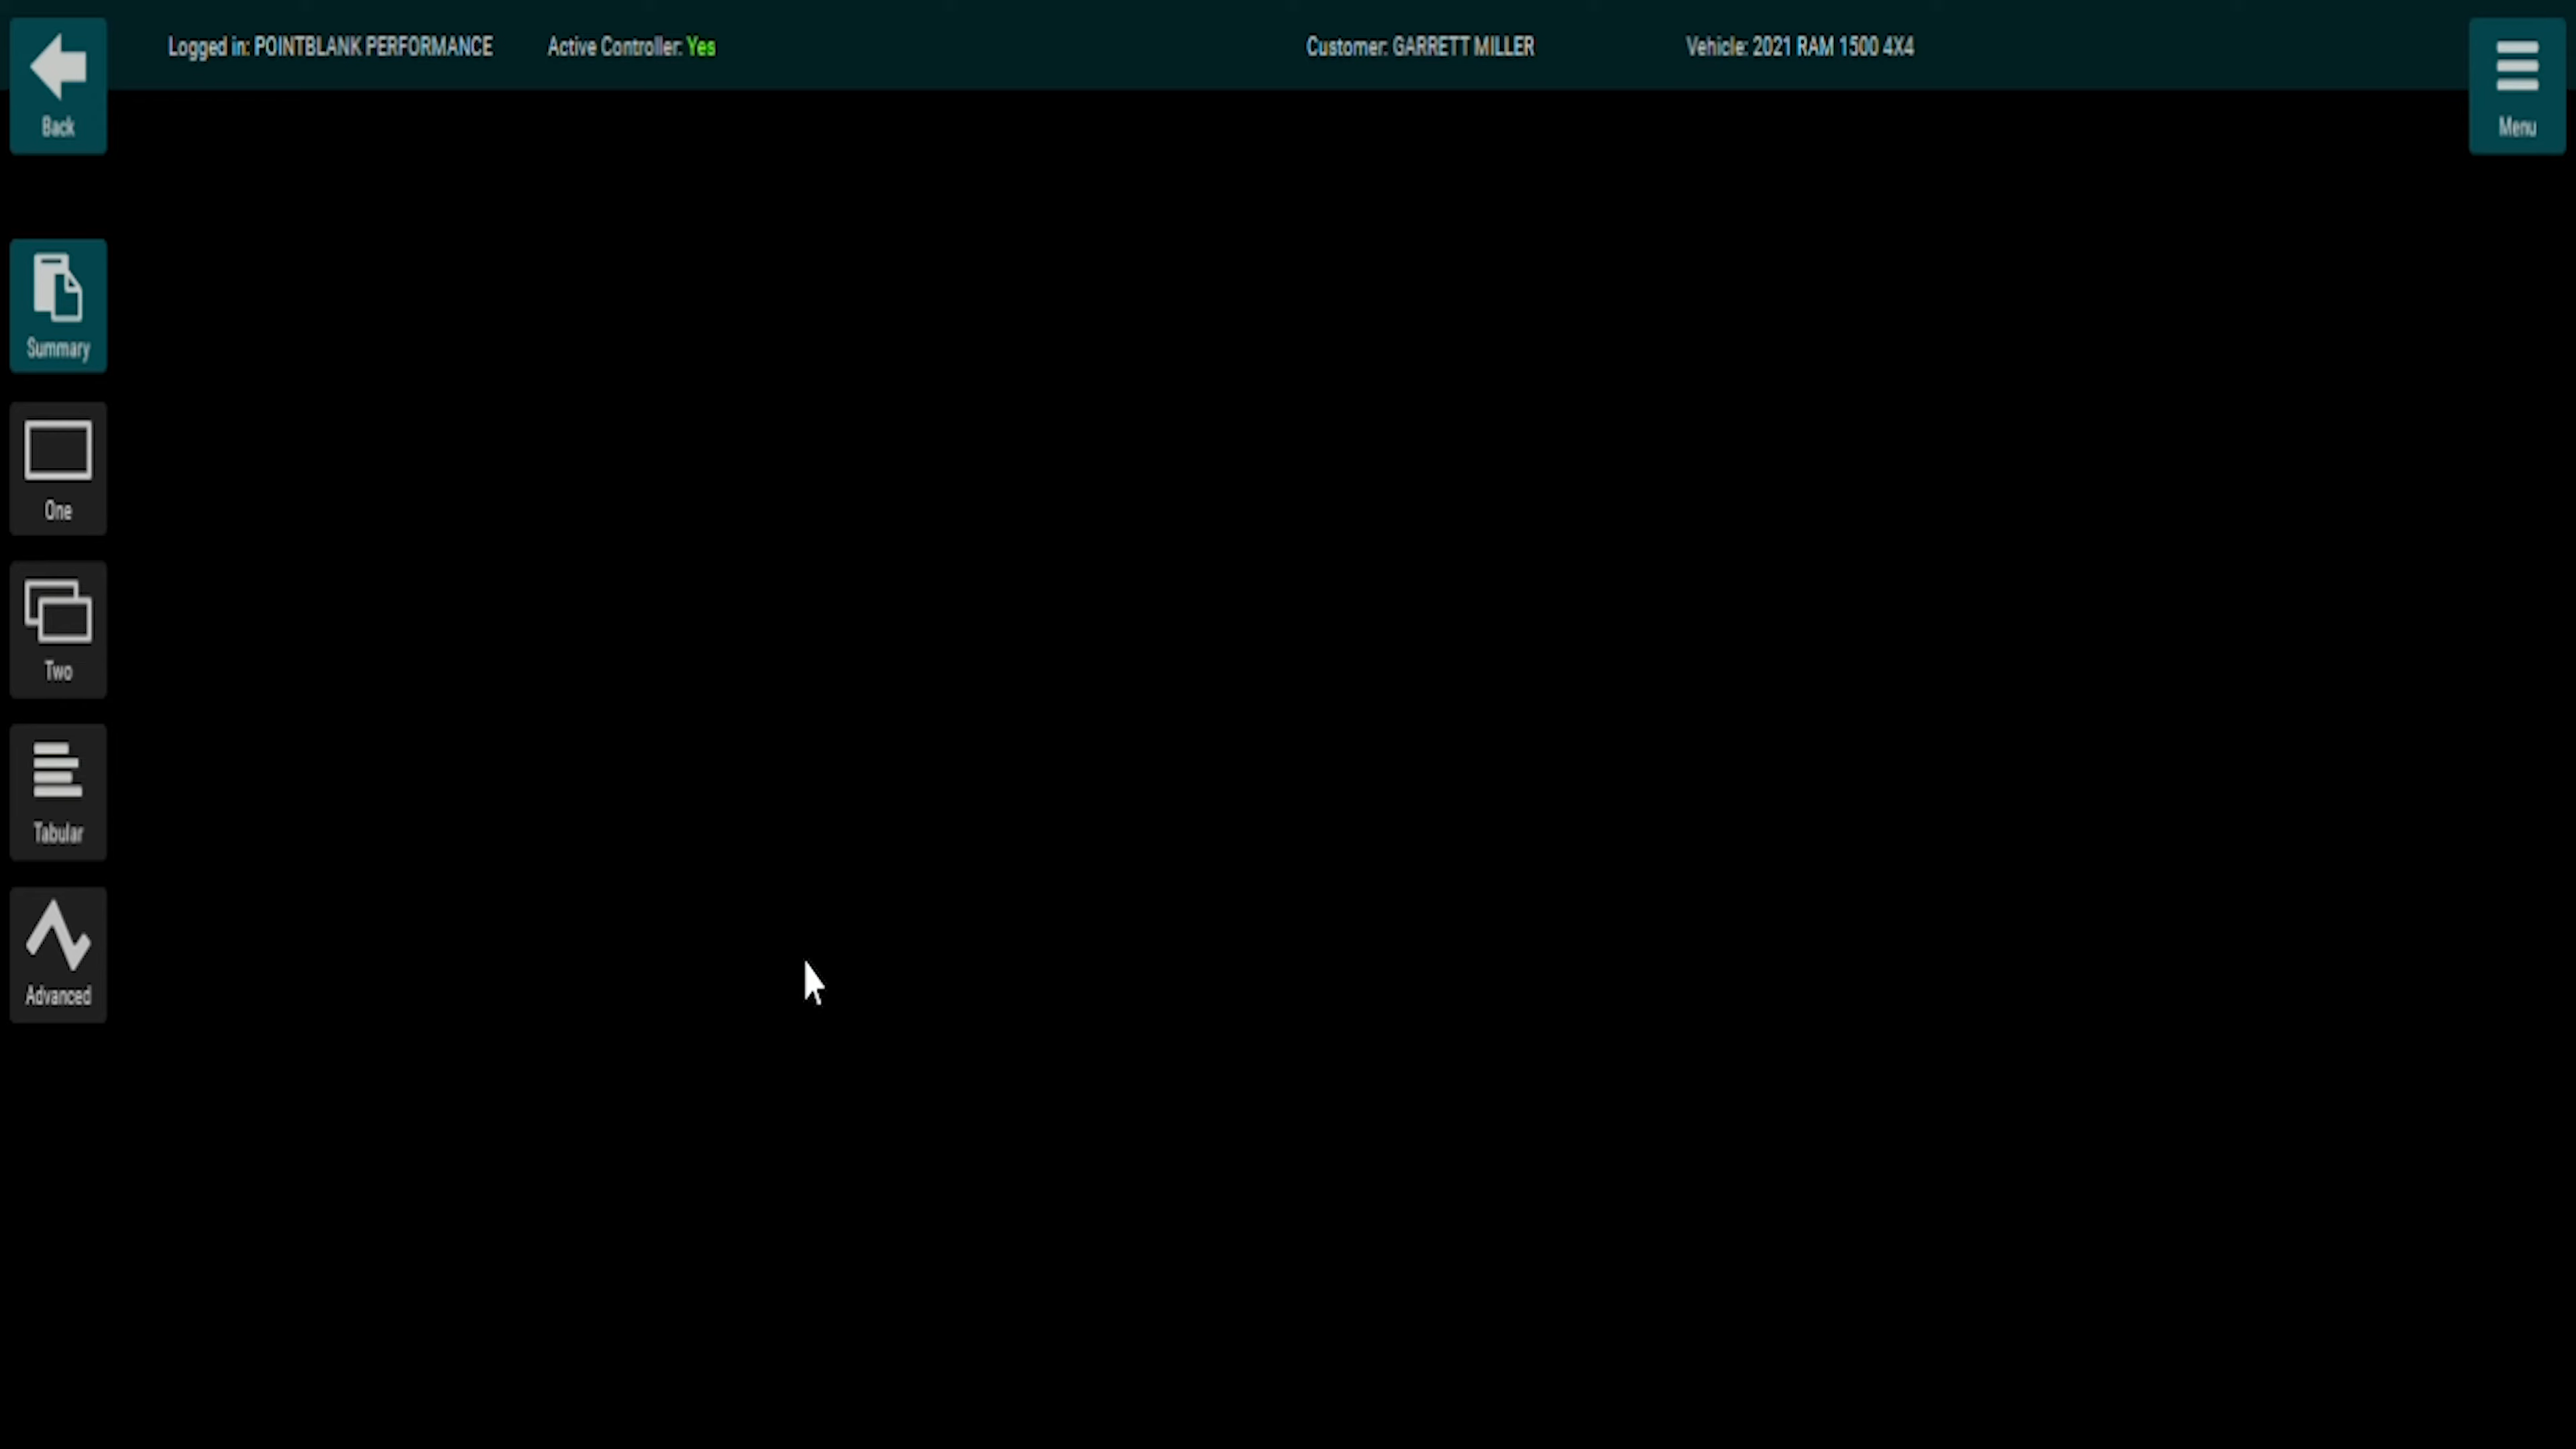 Logged in: POINTBLANK PERFORMANCE
Active Controller: Yes
Customer: GARRETT MILLER
Vehicle: 2021 RAM 1500 4X4
Back
Menu
Summary
One
Two
Tabular
Advanced